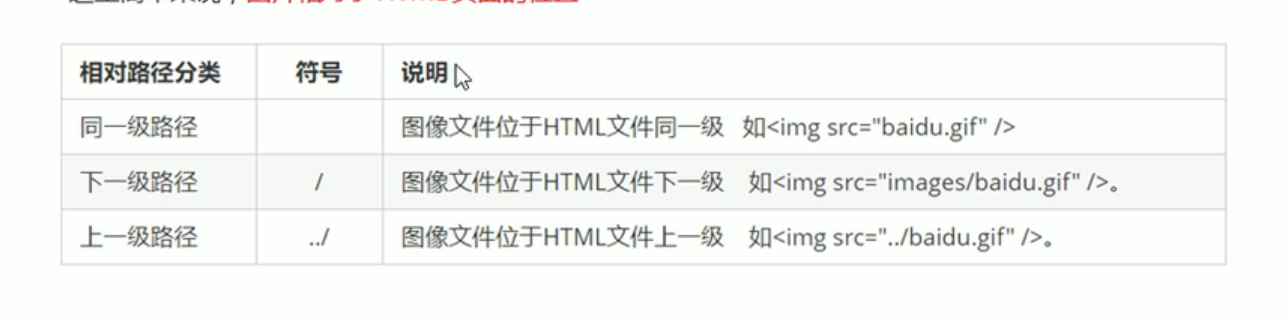 相对路径分类 符号 说明
同一级路径 图像文件位于HTML文件同一级 如<img src="baidu.gif" />
下一级路径 / 图像文件位于HTML文件下一级 如<img src="images/baidu.gif" />。
上一级路径 ../ 图像文件位于HTML文件上一级 如<img src="../baidu.gif" />。